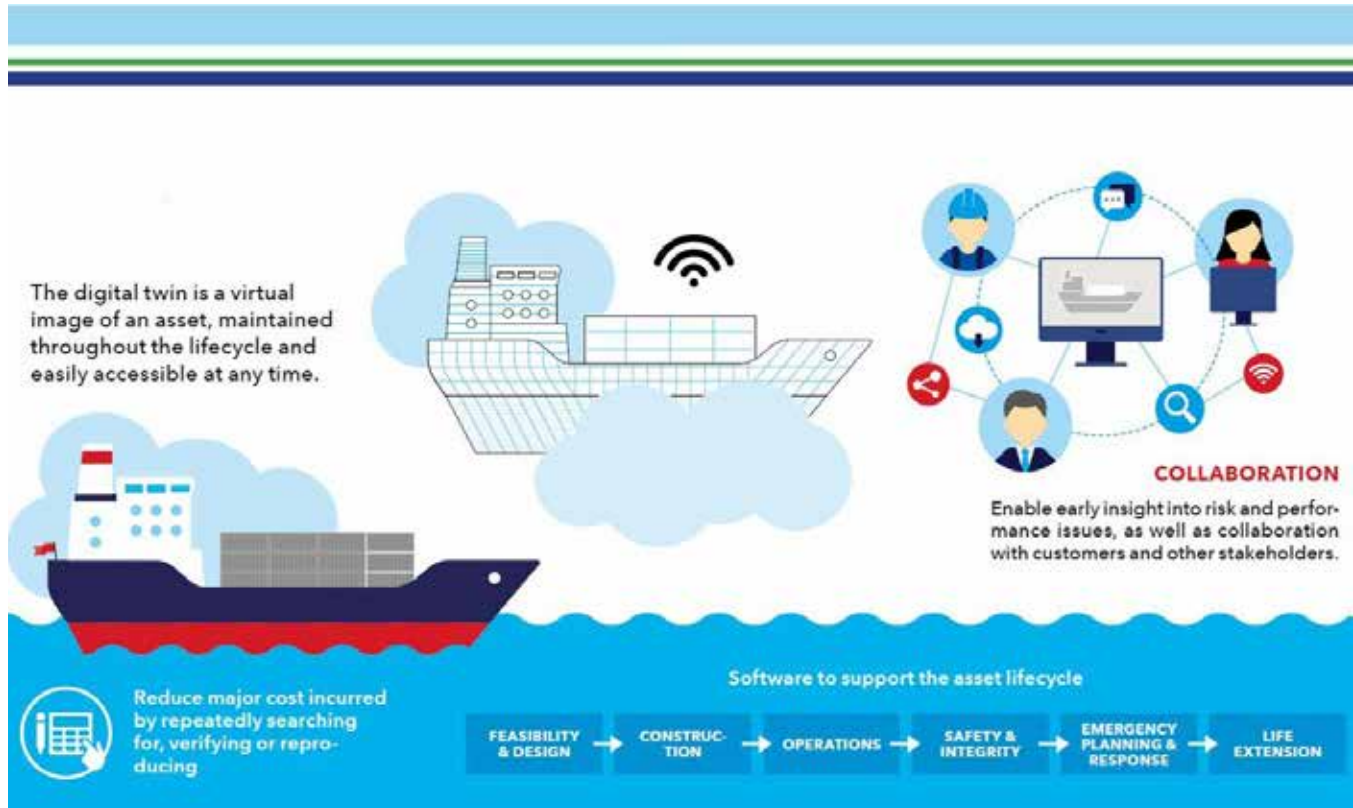 The digital twin is a virtual
image of an asset, maintained
throughout the lifecycle and
easily accessible at any time.
COLLABORATION
Enable early insight into risk and perfor-
mance issues, as well as collaboration
with customers and other stakeholders.
Reduce major cost incurred
by repeatedly searching
for, verifying or repro-
ducing
Software to support the asset lifecycle
FEASIBILITY
& DESIGN
CONSTRUC-
TION
OPERATIONS
SAFETY &
INTEGRITY
EMERGENCY
PLANNING &
RESPONSE
LIFE
EXTENSION